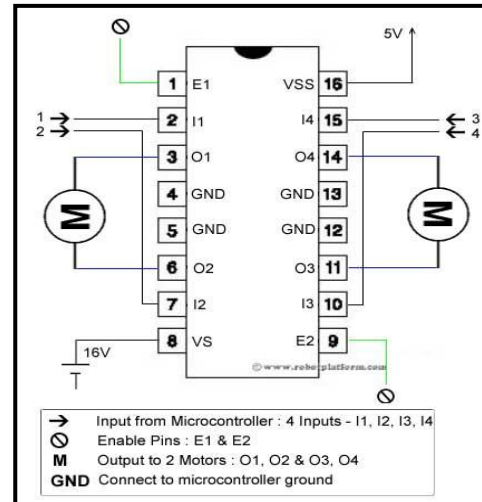 5V
1 E1 VSS 16
1
2 I1 I4 15 3
2 4
3 O1 O4 14
M M
4 GND GND 13
5 GND GND 12
6 O2 O3 11
7 I2 I3 10
16V 8 VS E2 9
© www.robotplatform.com
Input from Microcontroller : 4 Inputs - I1, I2, I3, I4
Enable Pins : E1 & E2
M Output to 2 Motors : O1, O2 & O3, O4
GND Connect to microcontroller ground